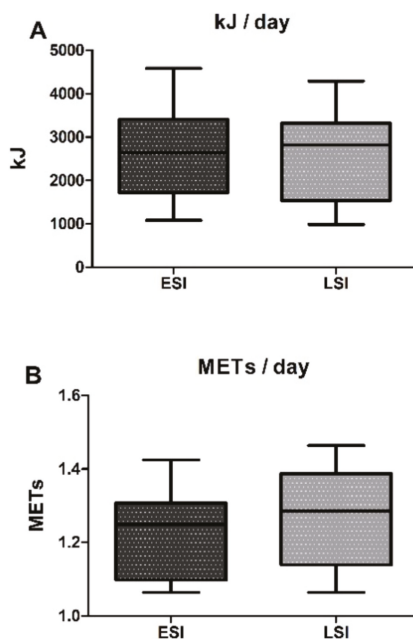 A
kJ / day
5000
4000
3000
2000
1000
0
kJ
ESI
LSI
B
METs / day
1.6
1.4
1.2
1.0
METs
ESI
LSI